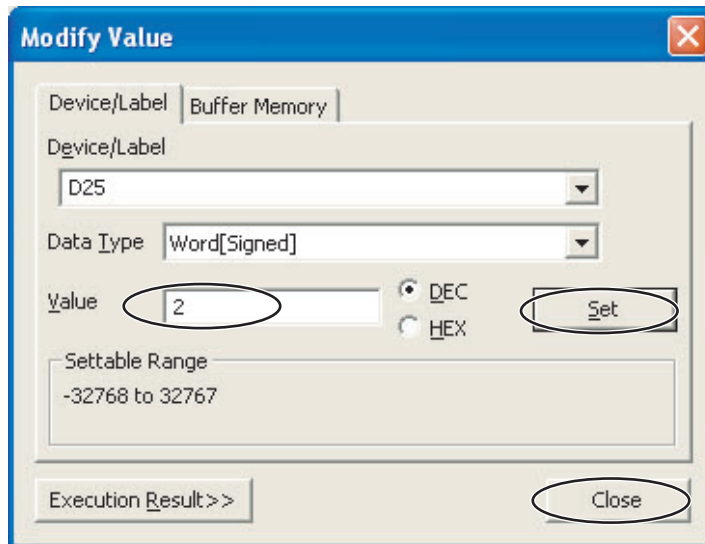 Modify Value
Device/Label Buffer Memory
Device/Label
D25
Data Type Word[Signed]
Value 2 DEC Set
HEX
Settable Range
-32768 to 32767
Execution Result>> Close